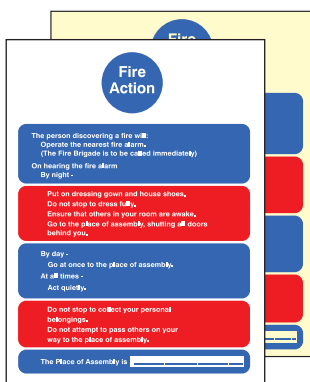 Fire
Fire
Action
The person discovering a fire will:
Operate the nearest fire alarm.
(The Fire Brigade is to be called immediately)
On hearing the fire alarm
By night -
Put on dressing gown and house shoes.
Do not stop to dress fully.
Ensure that others in your room are awake.
Go to the place of assembly, shutting all doors
behind you.
By day -
Go at once to the place of assembly.
At all times -
Act quietly.
Do not stop to collect your personal
belongings.
Do not attempt to pass others on your
way to the place of assembly.
The Place of Assembly is